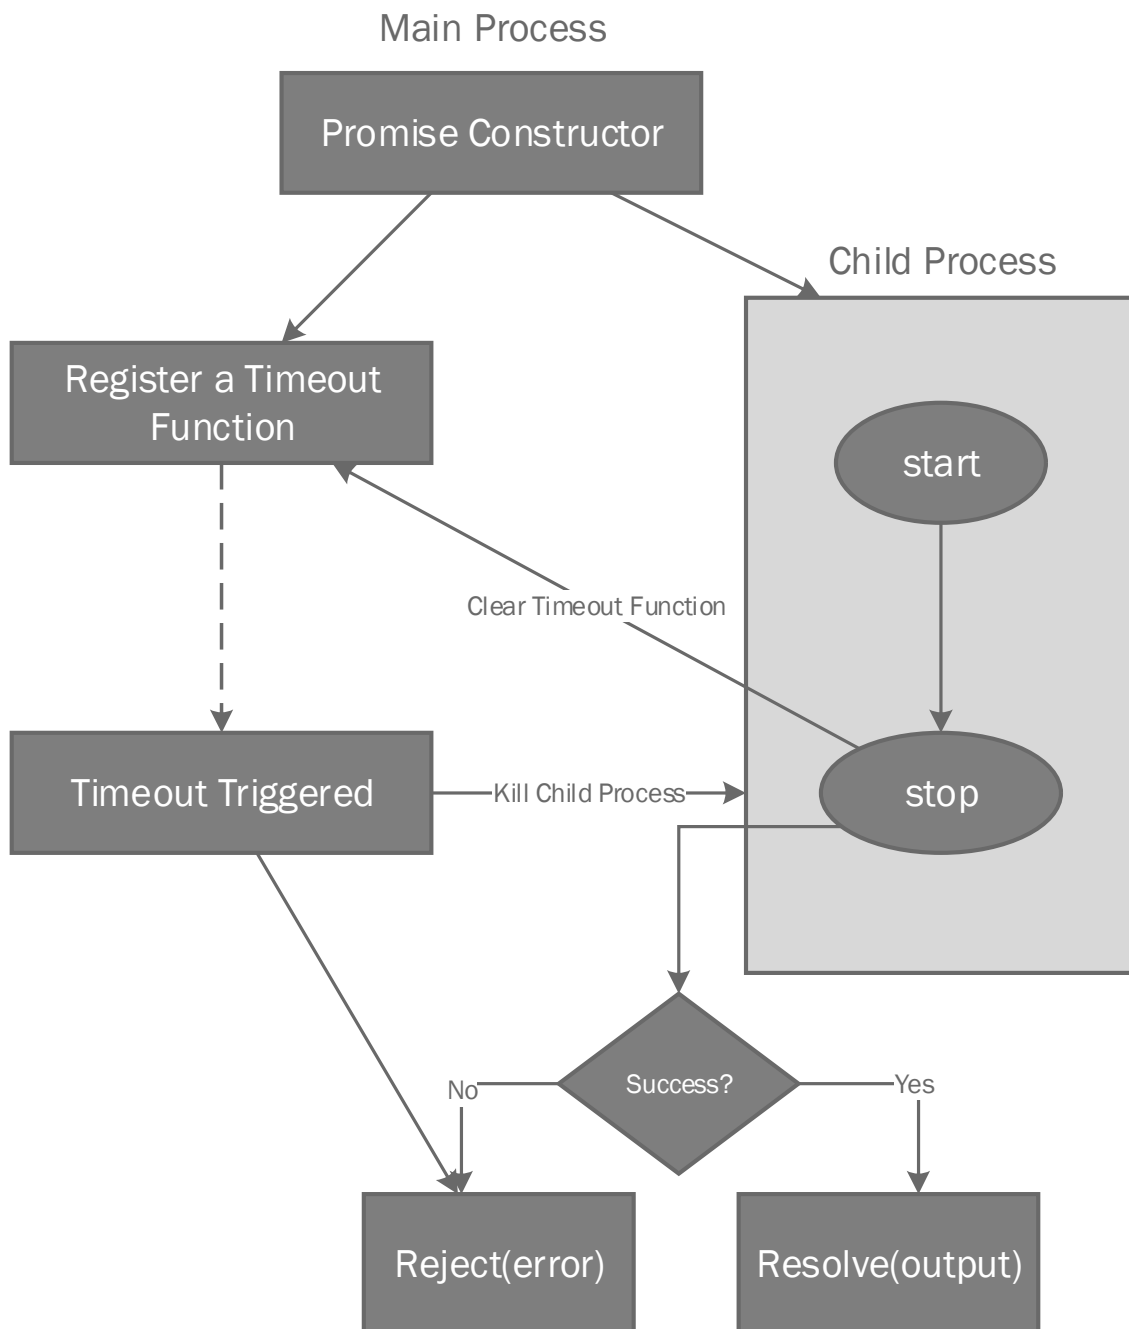 Main Process
Promise Constructor
Child Process
Register a Timeout
Function
start
Clear Timeout Function
Timeout Triggered
Kill Child Process
stop
Success?
No
Yes
Reject(error)
Resolve(output)